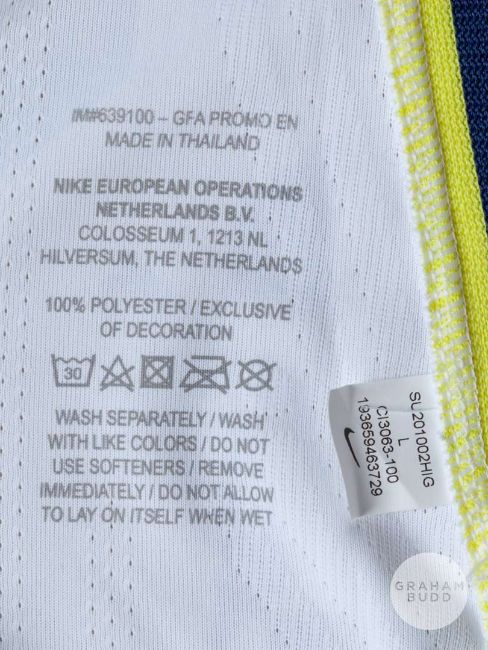 IM#639100 – GFA PROMO EN
MADE IN THAILAND
NIKE EUROPEAN OPERATIONS
NETHERLANDS B.V.
COLOSSEUM 1, 1213 NL
HILVERSUM, THE NETHERLANDS
100% POLYESTER / EXCLUSIVE
OF DECORATION
30
WASH SEPARATELY / WASH
WITH LIKE COLORS / DO NOT
USE SOFTENERS / REMOVE
IMMEDIATELY / DO NOT ALLOW
TO LAY ON ITSELF WHEN WET
SU201002HIG
L
CI3063-100
193659463729
GRAHAM
BUDD